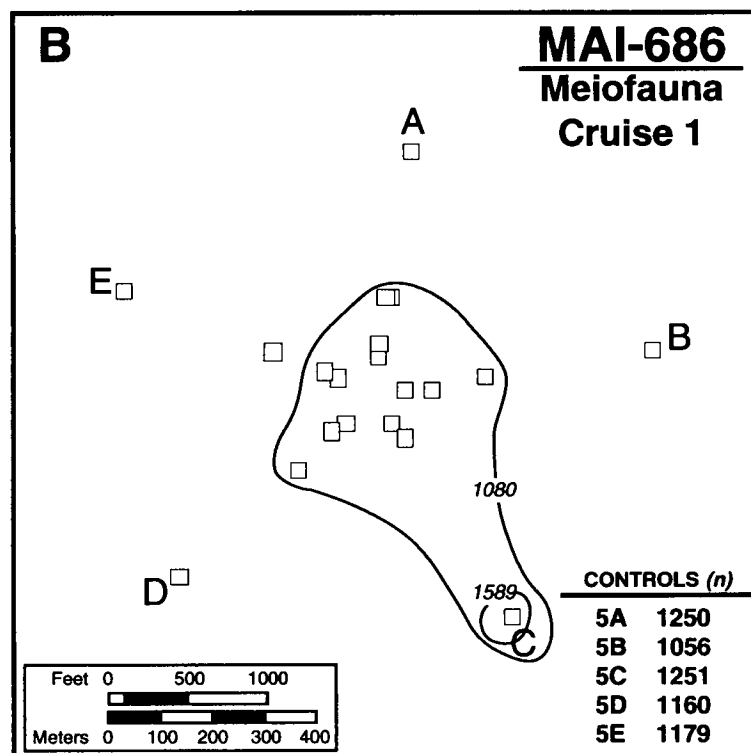 B
MAI-686
Meiofauna
Cruise 1
A
E
B
1080
D
1589
C
CONTROLS (n)
5A 1250
5B 1056
5C 1251
5D 1160
5E 1179
Feet 0 500 1000
Meters 0 100 200 300 400